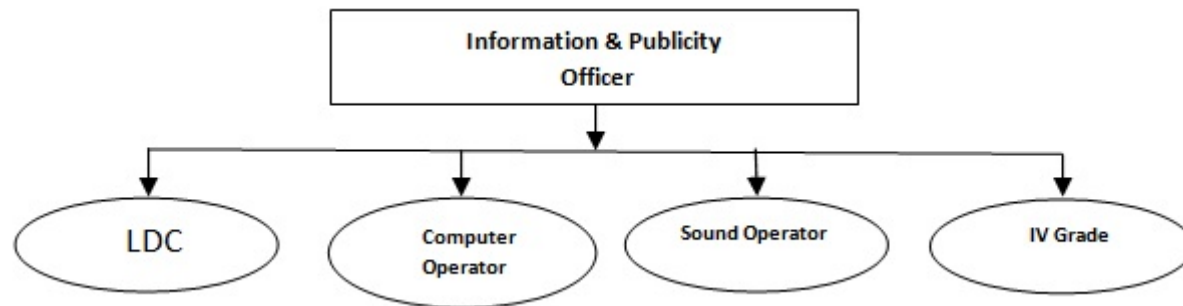 Information & Publicity
Officer
LDC
Computer
Operator
Sound Operator
IV Grade